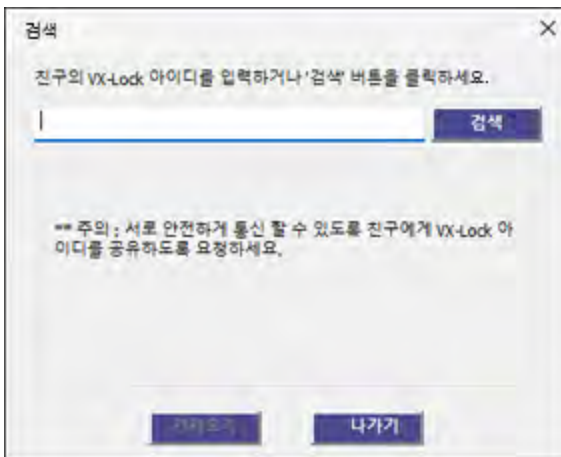 검색
친구의 VX-Lock 아이디를 입력하거나 '검색' 버튼을 클릭하세요.
검색
** 주의 : 서로 안전하게 통신 할 수 있도록 친구에게 VX-Lock 아
이디를 공유하도록 요청하세요.
나가기